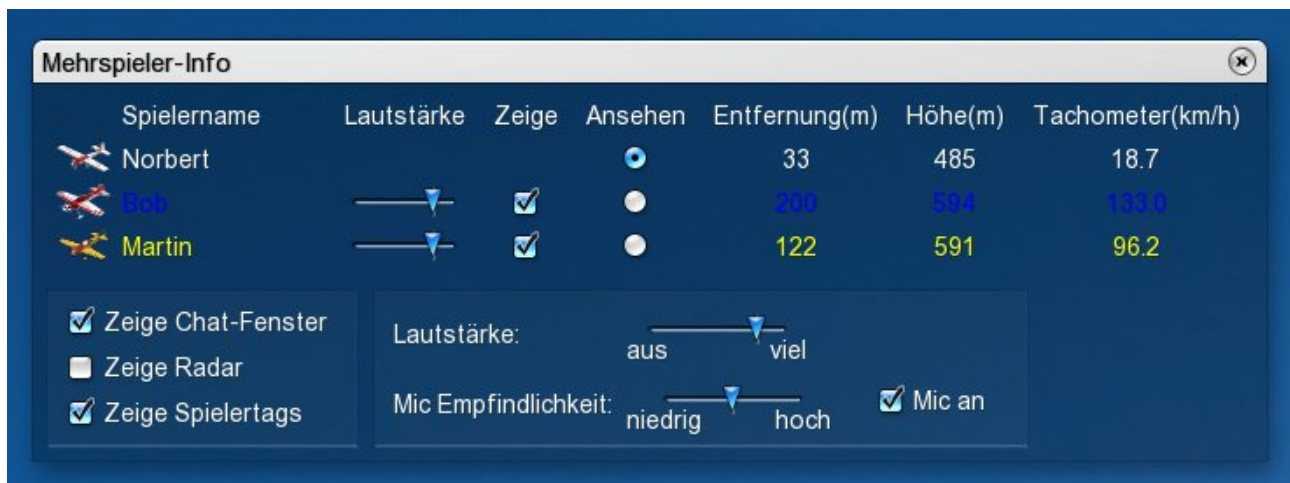 Mehrspieler-Info
Spielername Lautstärke Zeige Ansehen Entfernung(m) Höhe(m) Tachometer(km/h)
Norbert 33 485 18.7
Bob 200 594 133.0
Martin 122 591 96.2
Zeige Chat-Fenster
Zeige Radar
Zeige Spielertags
Lautstärke:
aus viel
Mic Empfindlichkeit:
niedrig hoch
Mic an